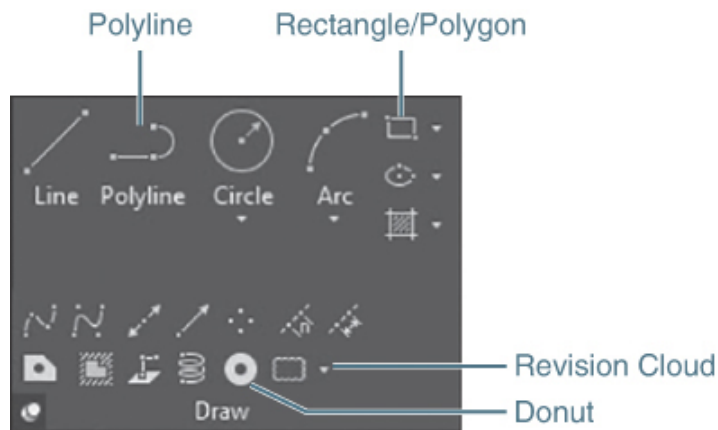 Polyline Rectangle/Polygon
Line Polyline Circle Arc
Revision Cloud
Draw Donut